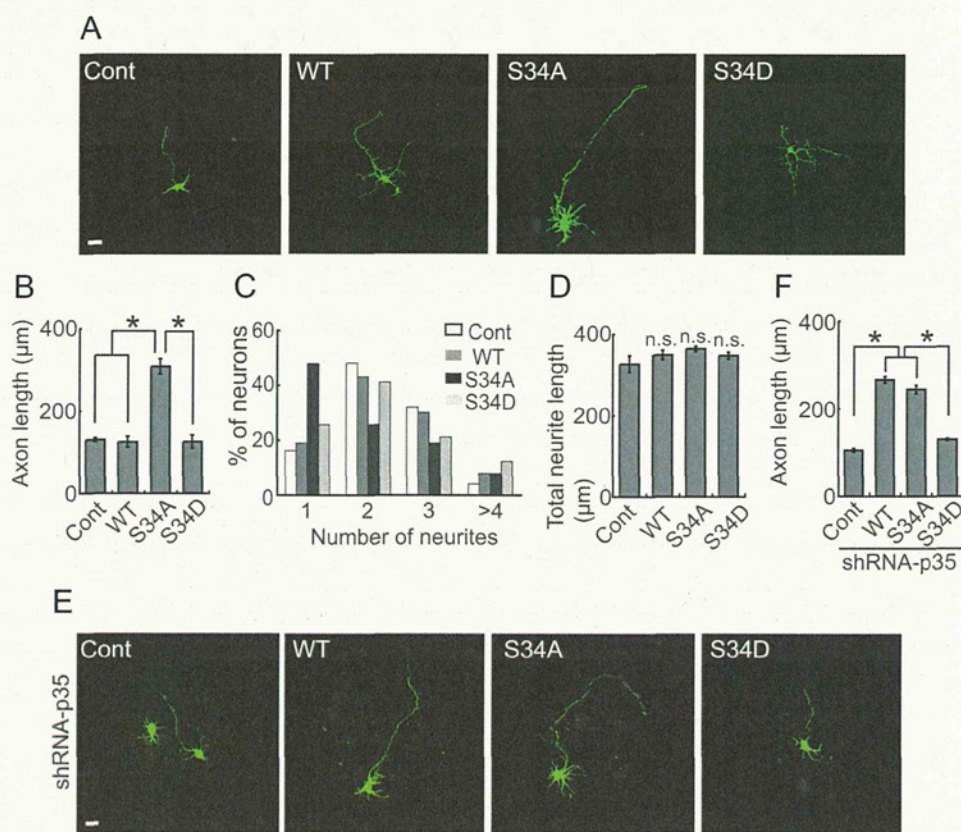 A
Cont
WT
S34A
S34D
B
Axon length (µm)
400
200
0
Cont
WT
S34A
S34D
*
*
C
% of neurons
60
40
20
0
1
2
3
>4
Number of neurites
Cont
WT
S34A
S34D
D
Total neurite length
(µm)
400
200
0
n.s.
n.s.
n.s.
Cont
WT
S34A
S34D
F
Axon length (µm)
400
200
0
*
*
Cont
WT
S34A
S34D
shRNA-p35
E
shRNA-p35
Cont
WT
S34A
S34D